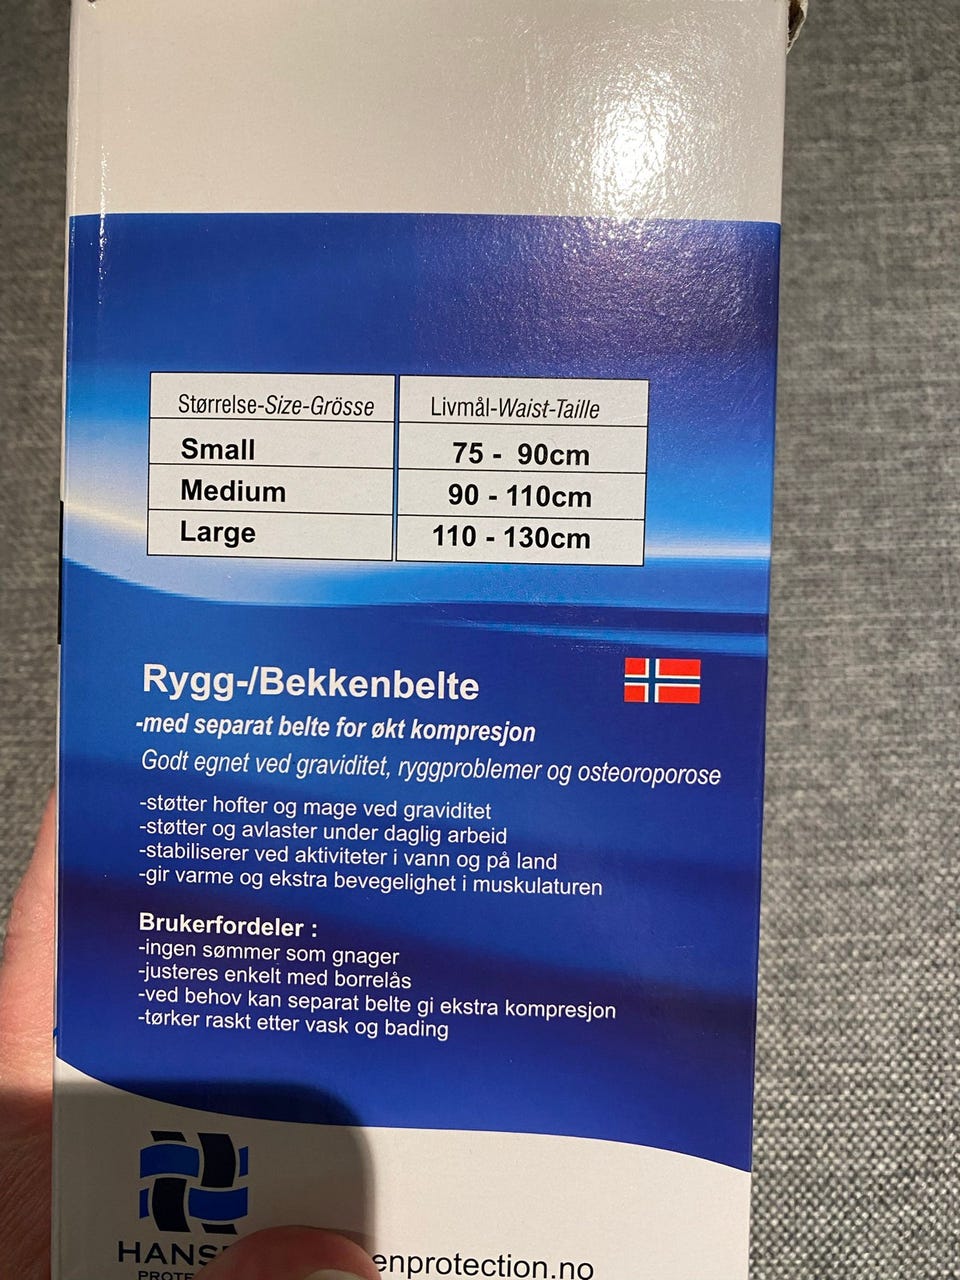 Størrelse-Size-Grösse Livmål-Waist-Taille
Small 75 - 90cm
Medium 90 - 110cm
Large 110 - 130cm
Rygg-/Bekkenbelte
-med separat belte for økt kompresjon
Godt egnet ved graviditet, ryggproblemer og osteoroporose
-støtter hofter og mage ved graviditet
-støtter og avlaster under daglig arbeid
-stabiliserer ved aktiviteter i vann og på land
-gir varme og ekstra bevegelighet i muskulaturen
Brukerfordeler :
-ingen sømmer som gnager
-justeres enkelt med borrelås
-ved behov kan separat belte gi ekstra kompresjon
-tørker raskt etter vask og bading